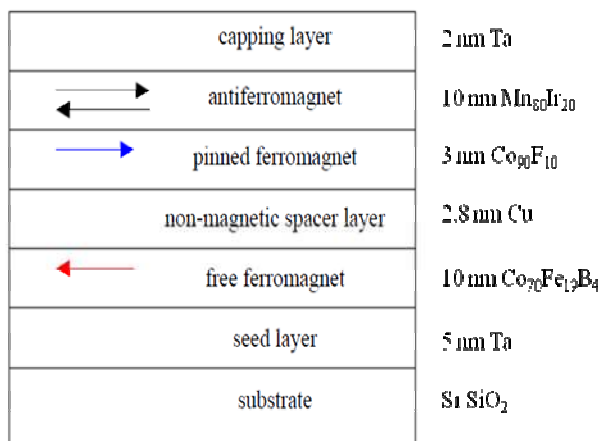 capping layer 2 nm Ta
antiferromagnet 10 nm Mn₈₀Ir₂₀
pinned ferromagnet 3 nm Co₉₀F₁₀
non-magnetic spacer layer 2.8 nm Cu
free ferromagnet 10 nm Co₇₀Fe₁₉B₄
seed layer 5 nm Ta
substrate Si SiO₂